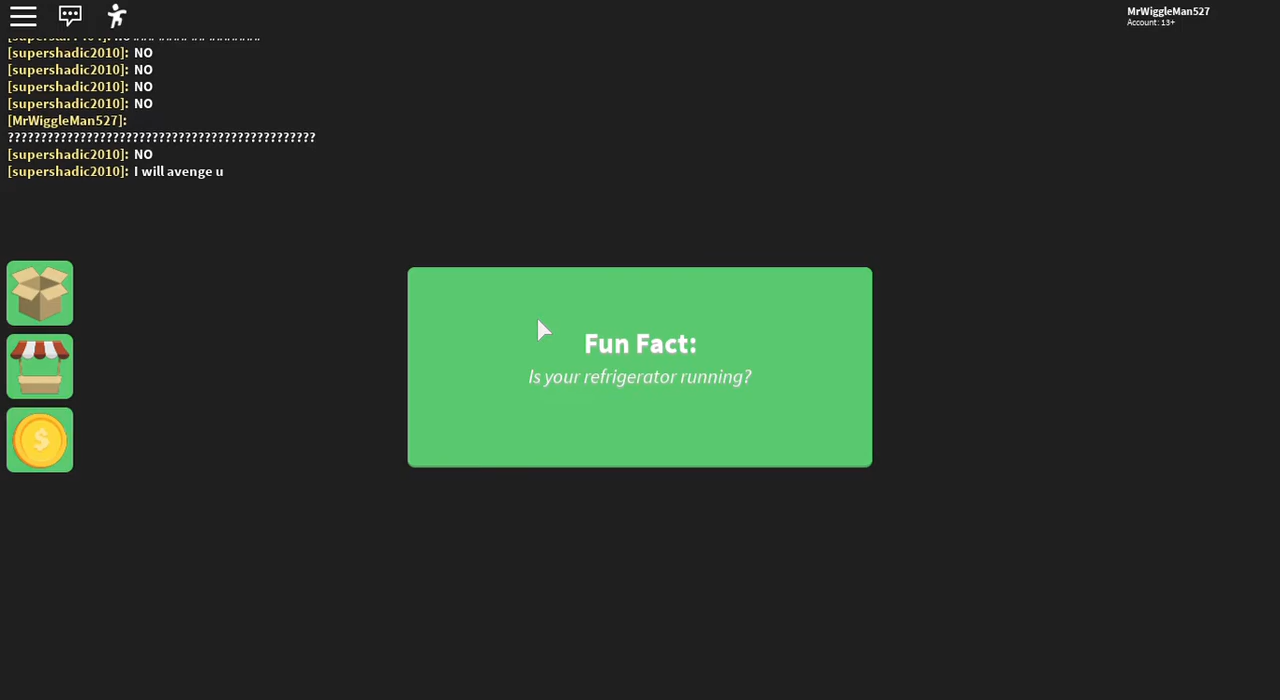 MrWiggleMan527
Account: 13+
[supershadic2010]: NO
[supershadic2010]: NO
[supershadic2010]: NO
[supershadic2010]: NO
[MrWiggleMan527]:
???????????????????????????????????????????????
[supershadic2010]: NO
[supershadic2010]: I will avenge u
Fun Fact:
Is your refrigerator running?
$